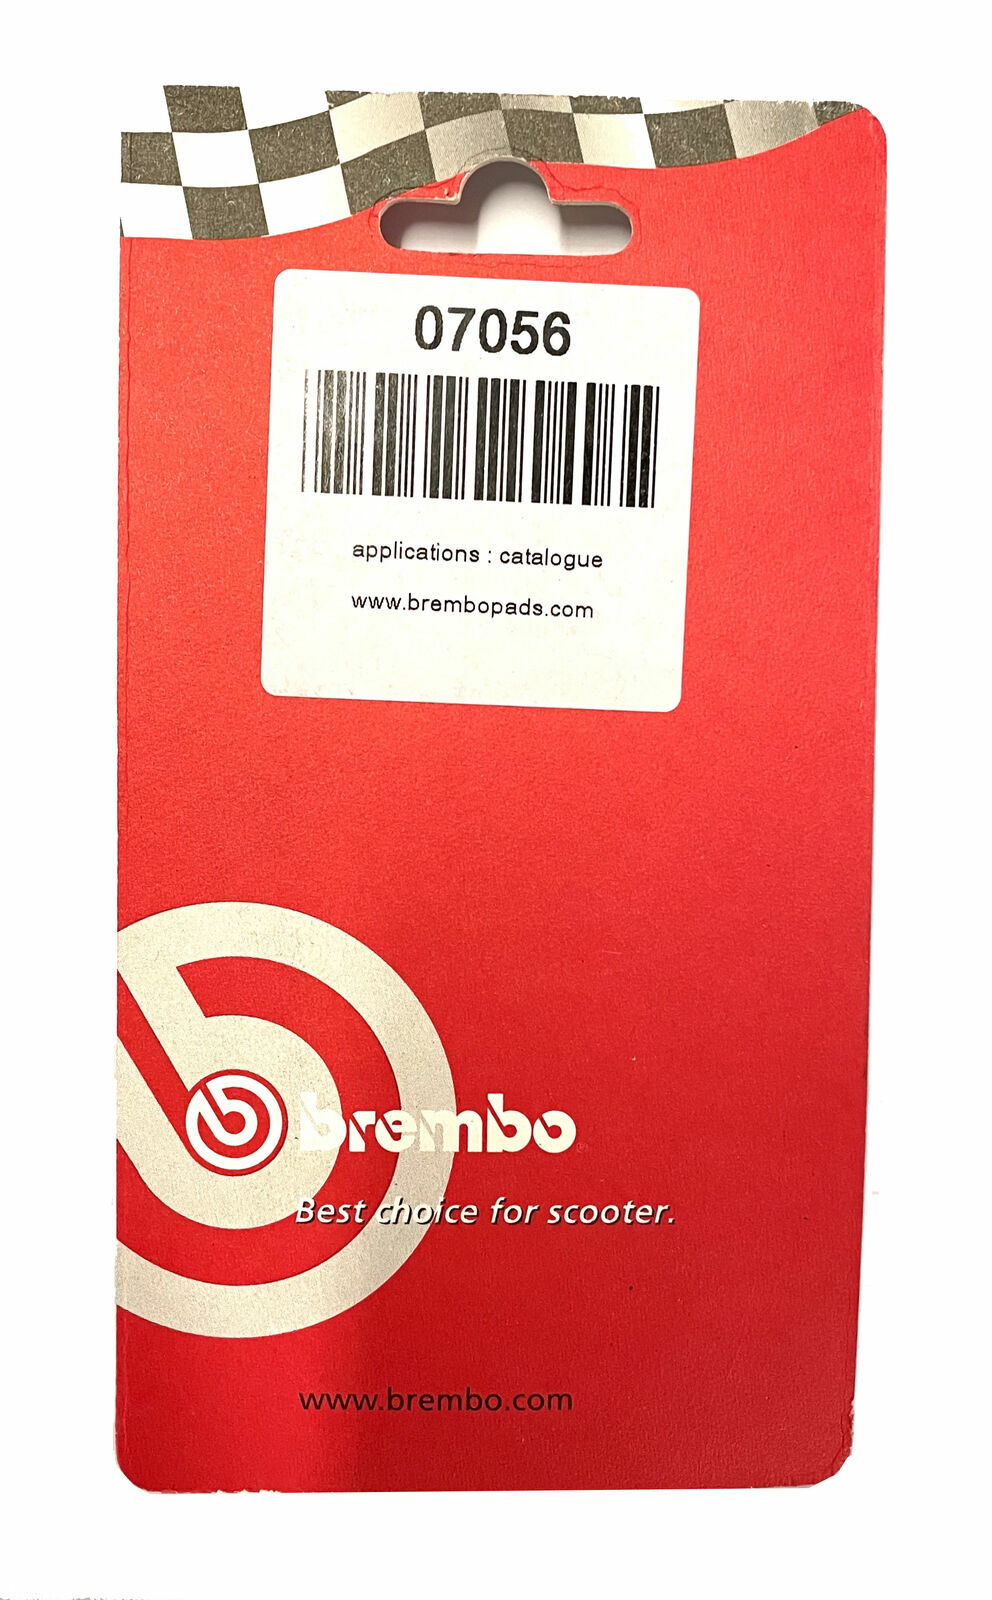 07056
applications : catalogue
www.brembopads.com
brembo
Best choice for scooter.
www.brembo.com